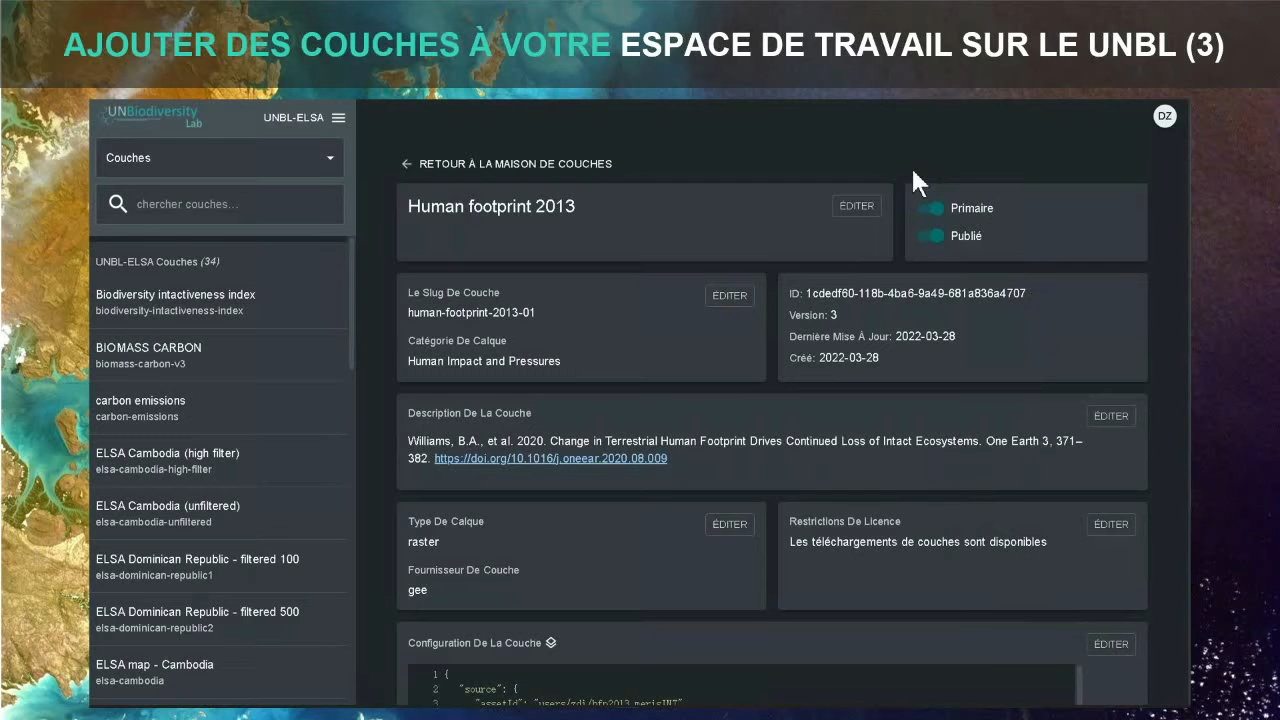 AJOUTER DES COUCHES À VOTRE ESPACE DE TRAVAIL SUR LE UNBL (3)
UNBiodiversity
Lab
UNBL-ELSA
DZ
Couches
chercher couches...
UNBL-ELSA Couches (34)
Biodiversity intactiveness index
biodiversity-intactiveness-index
BIOMASS CARBON
biomass-carbon-v3
carbon emissions
carbon-emissions
ELSA Cambodia (high filter)
elsa-cambodia-high-filter
ELSA Cambodia (unfiltered)
elsa-cambodia-unfiltered
ELSA Dominican Republic - filtered 100
elsa-dominican-republic1
ELSA Dominican Republic - filtered 500
elsa-dominican-republic2
ELSA map - Cambodia
elsa-cambodia
RETOUR À LA MAISON DE COUCHES
Human footprint 2013
ÉDITER
Primaire
Publié
Le Slug De Couche
ÉDITER
human-footprint-2013-01
Catégorie De Calque
Human Impact and Pressures
ID: 1cdedf60-118b-4ba6-9a49-681a836a4707
Version: 3
Dernière Mise À Jour: 2022-03-28
Créé: 2022-03-28
Description De La Couche
ÉDITER
Williams, B.A., et al. 2020. Change in Terrestrial Human Footprint Drives Continued Loss of Intact Ecosystems. One Earth 3, 371–
382. https://doi.org/10.1016/j.oneear.2020.08.009
Type De Calque
ÉDITER
raster
Fournisseur De Couche
gee
Restrictions De Licence
ÉDITER
Les téléchargements de couches sont disponibles
Configuration De La Couche
ÉDITER
1 {
2 "source": {
3 "assetId": "users/zdj/hfp2013_merisINT"